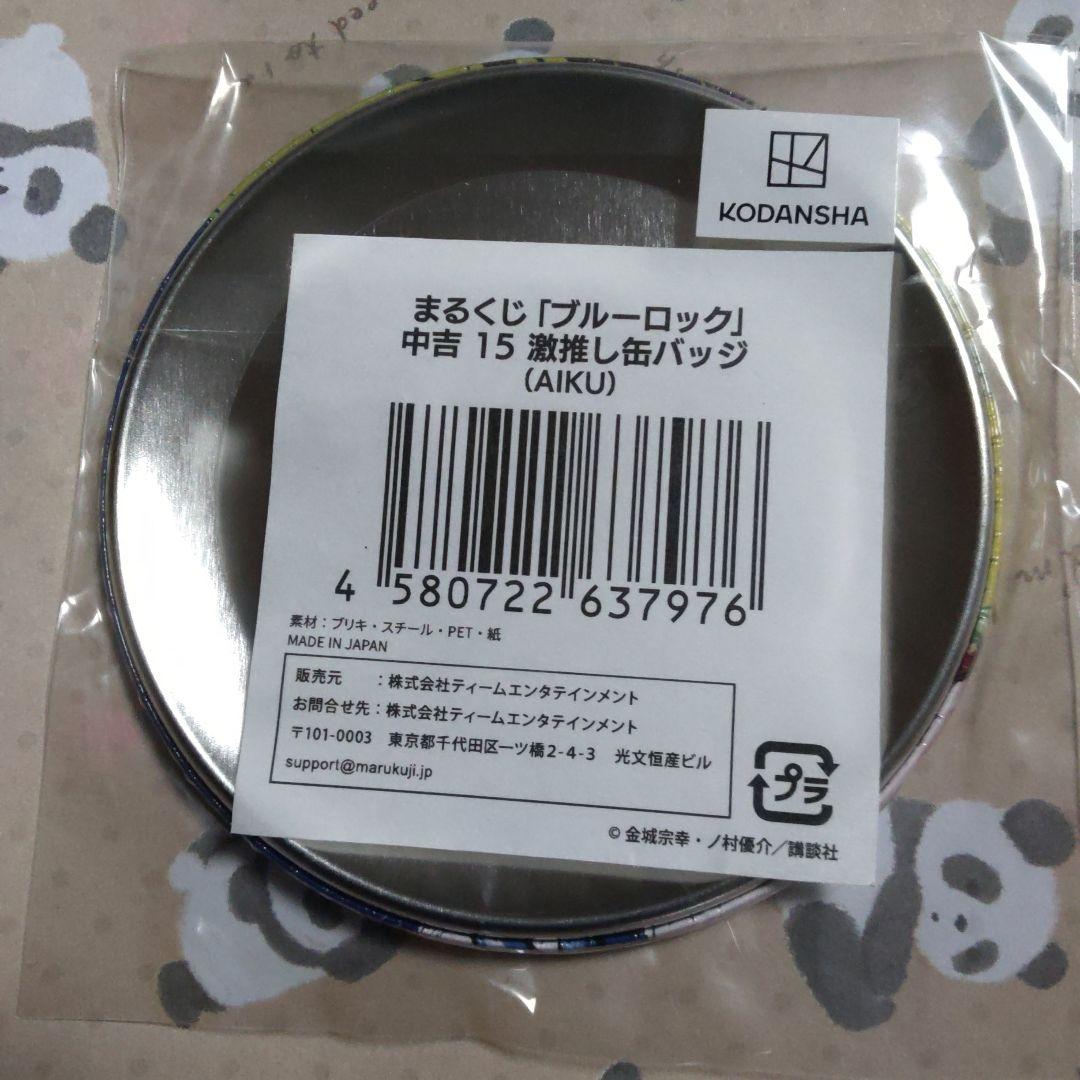 KODANSHA
まるくじ「ブルーロック」
中吉 15 激推し缶バッジ
(AIKU)
4 580722 637976
素材：ブリキ・スチール・PET・紙
MADE IN JAPAN
販売元　：株式会社ティームエンタテインメント
お問合せ先：株式会社ティームエンタテインメント
〒101-0003　東京都千代田区一ツ橋2-4-3　光文恒産ビル
support@marukuji.jp
プラ
© 金城宗幸・ノ村優介／講談社